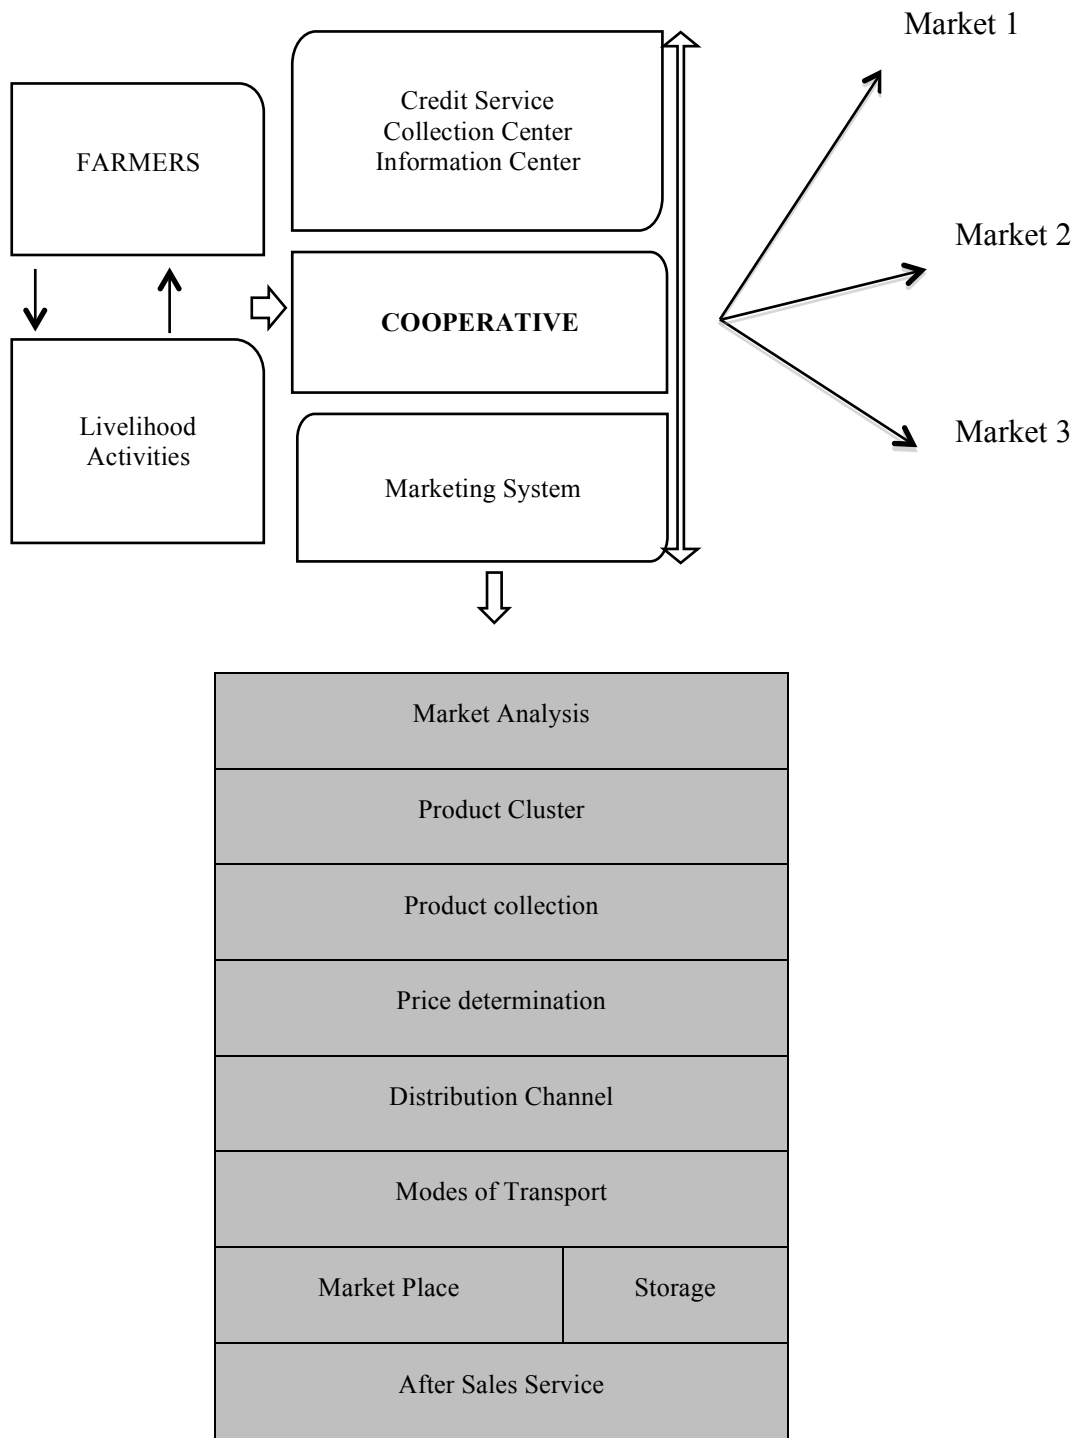 Market 1
Credit Service
Collection Center
Information Center
FARMERS
Market 2
COOPERATIVE
Livelihood
Activities
Market 3
Marketing System
Market Analysis
Product Cluster
Product collection
Price determination
Distribution Channel
Modes of Transport
Market Place
Storage
After Sales Service